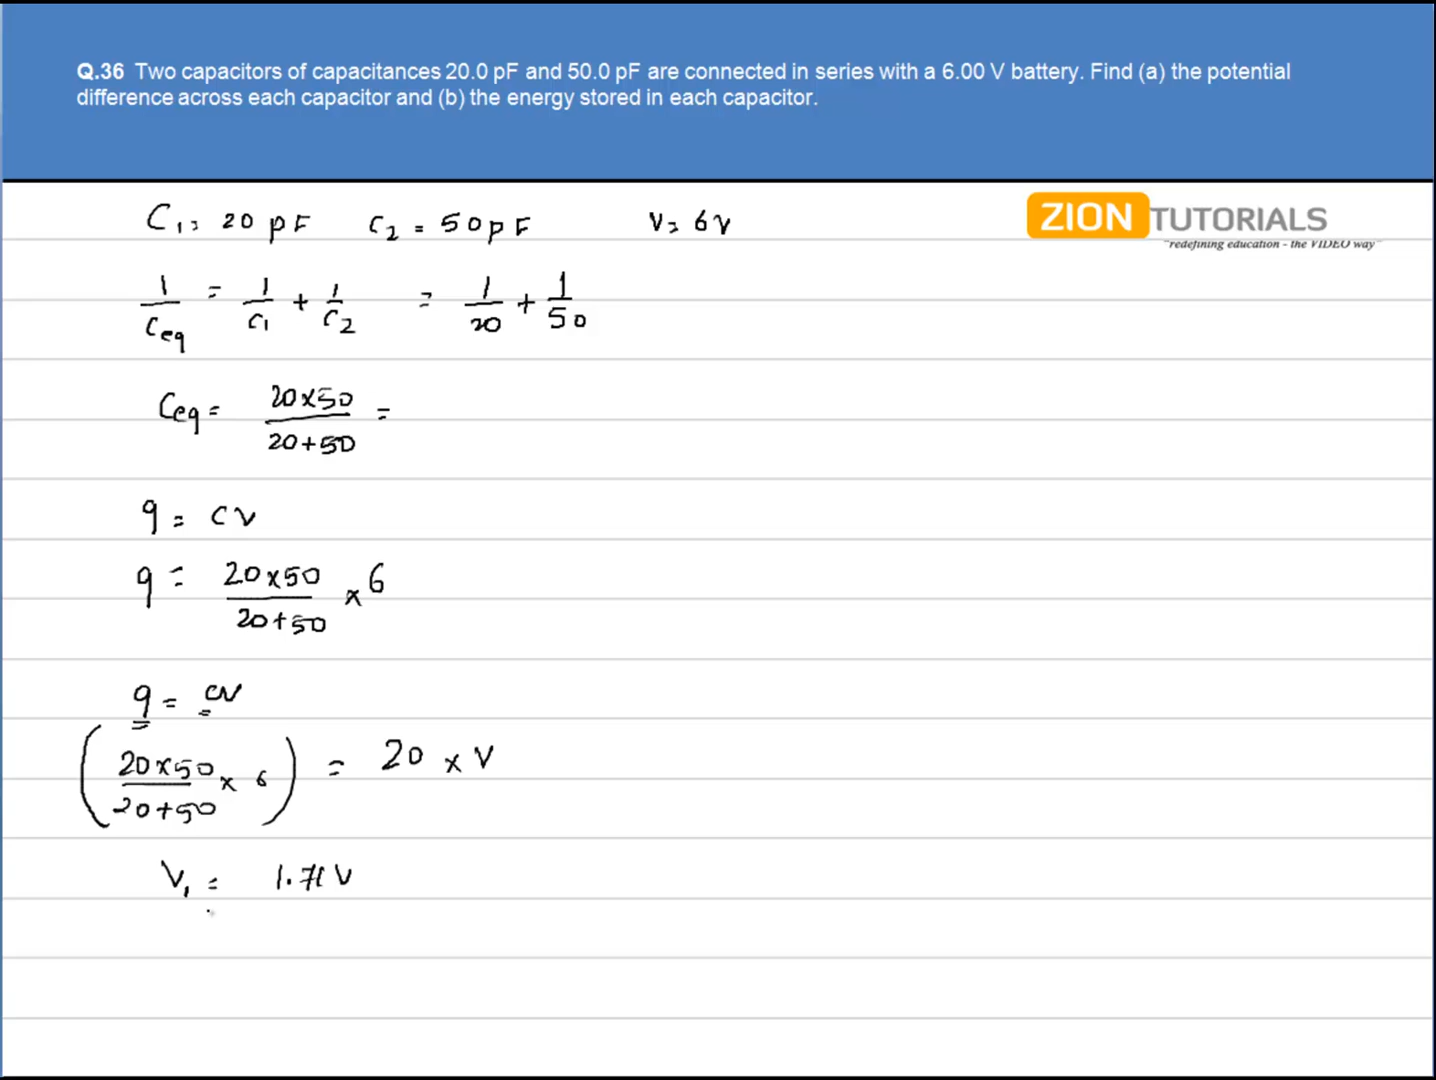 Q.36 Two capacitors of capacitances 20.0 pF and 50.0 pF are connected in series with a 6.00 V battery. Find (a) the potential
difference across each capacitor and (b) the energy stored in each capacitor.
ZION TUTORIALS
"redefining education - the VIDEO way"
C₁ = 20 pF C₂ = 50 pF V = 6V
1/Ceq = 1/C₁ + 1/C₂ = 1/20 + 1/50
Ceq = 20×50/20+50 =
q = CV
q = 20×50/20+50 × 6
q = CV
(20×50/20+50 × 6) = 20 × V
V₁ = 1.71 V